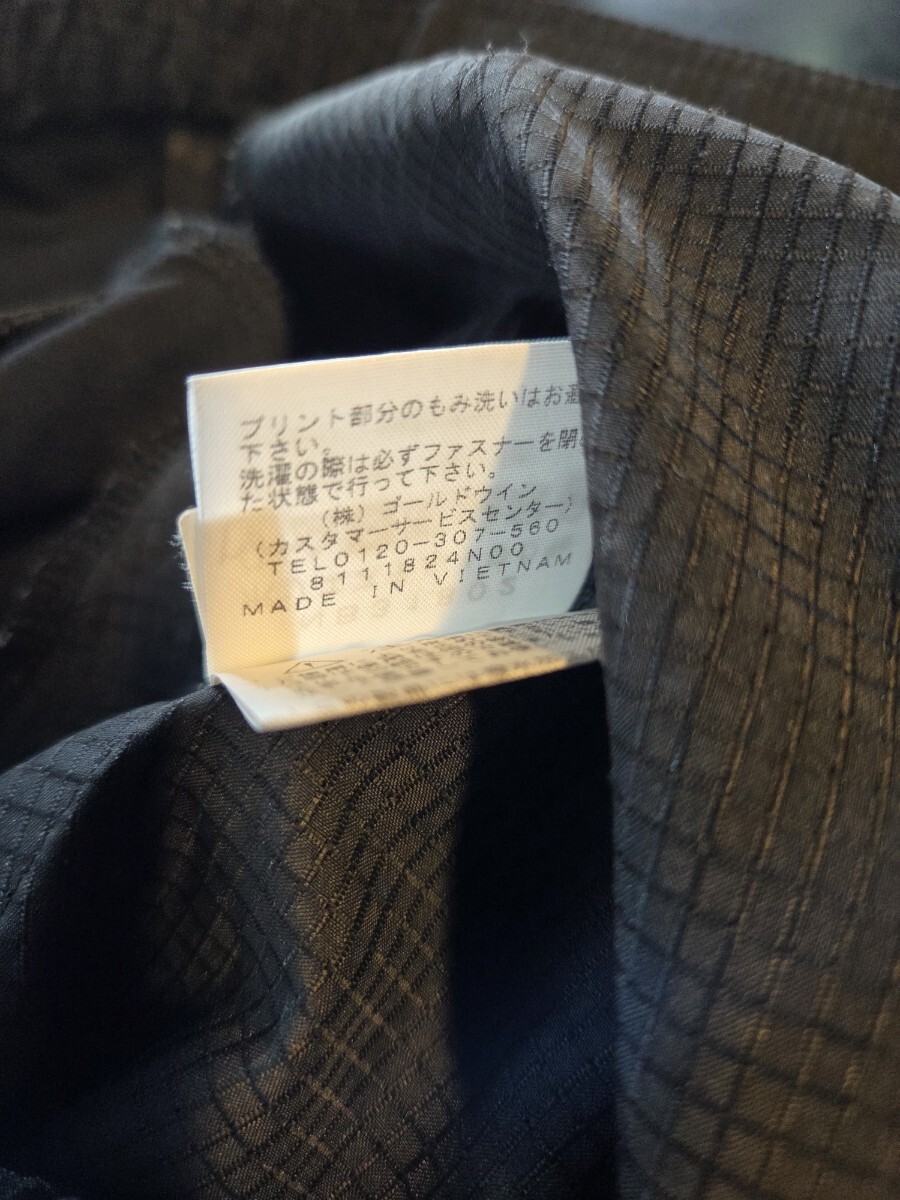 プリント部分のもみ洗いはお
下さい。
洗濯の際は必ずファスナーを閉
た状態で行って下さい。
(株)ゴールドウイン
(カスタマーサービスセンター)
TEL0120-307-560
8111824N00
MADE IN VIETNAM